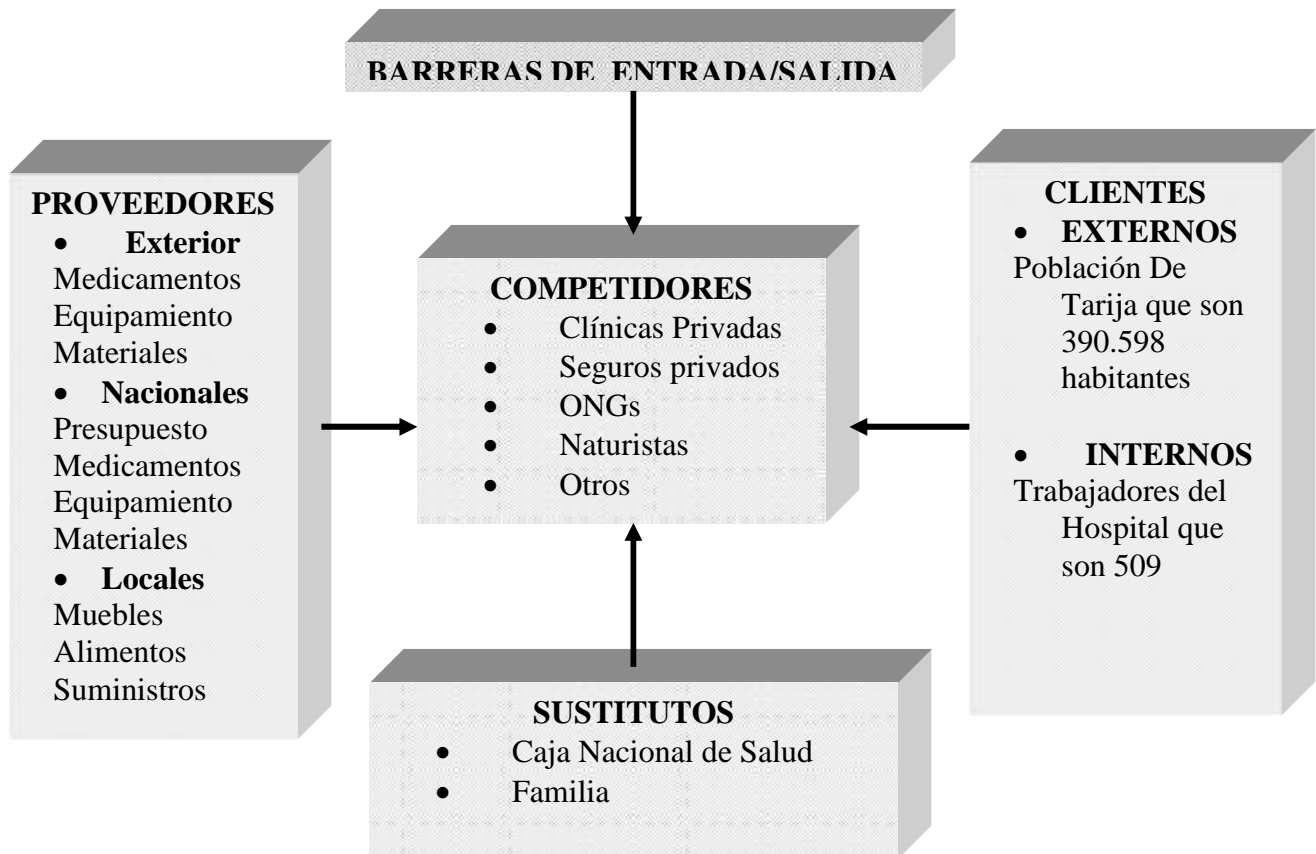 BARRERAS DE ENTRADA/SALIDA
PROVEEDORES
• Exterior
Medicamentos
Equipamiento
Materiales
• Nacionales
Presupuesto
Medicamentos
Equipamiento
Materiales
• Locales
Muebles
Alimentos
Suministros
COMPETIDORES
• Clínicas Privadas
• Seguros privados
• ONGs
• Naturistas
• Otros
CLIENTES
• EXTERNOS
Población De
Tarija que son
390.598
habitantes
• INTERNOS
Trabajadores del
Hospital que
son 509
SUSTITUTOS
• Caja Nacional de Salud
• Familia